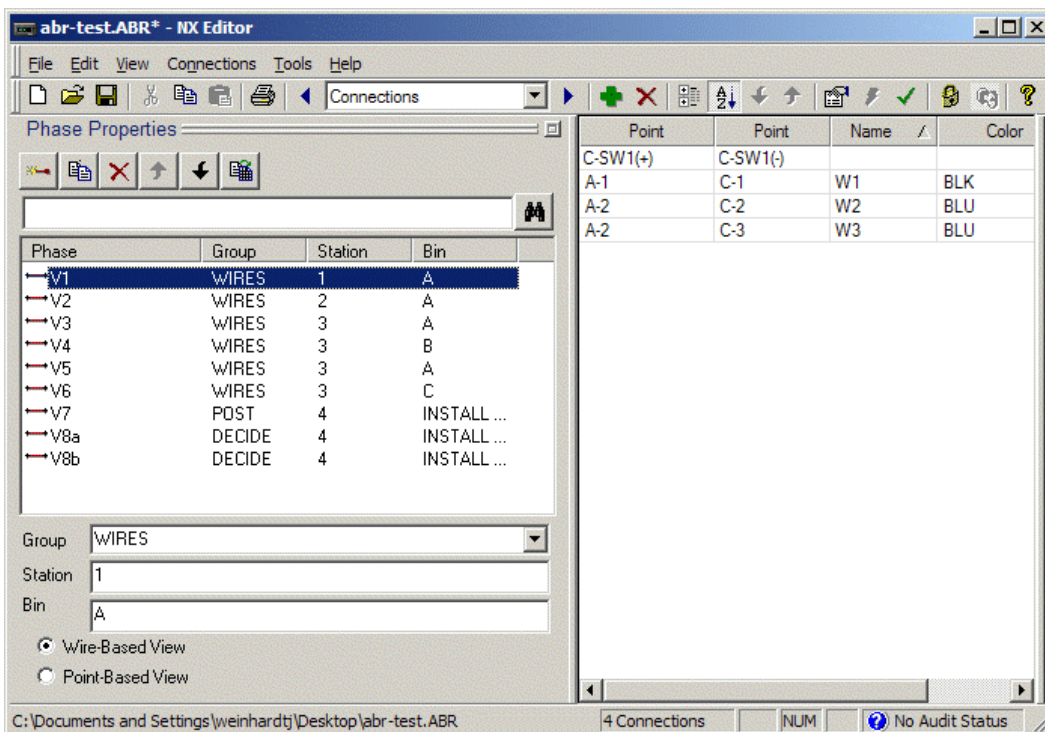 abr-test.ABR* - NX Editor
File Edit View Connections Tools Help
Connections
Phase Properties
Phase Group Station Bin
V1 WIRES 1 A
V2 WIRES 2 A
V3 WIRES 3 A
V4 WIRES 3 B
V5 WIRES 3 A
V6 WIRES 3 C
V7 POST 4 INSTALL ...
V8a DECIDE 4 INSTALL ...
V8b DECIDE 4 INSTALL ...
Group WIRES
Station 1
Bin A
Wire-Based View
Point-Based View
Point Point Name Color
C-SW1(+) C-SW1(-)
A-1 C-1 W1 BLK
A-2 C-2 W2 BLU
A-2 C-3 W3 BLU
C:\Documents and Settings\weinhardtj\Desktop\abr-test.ABR 4 Connections NUM No Audit Status